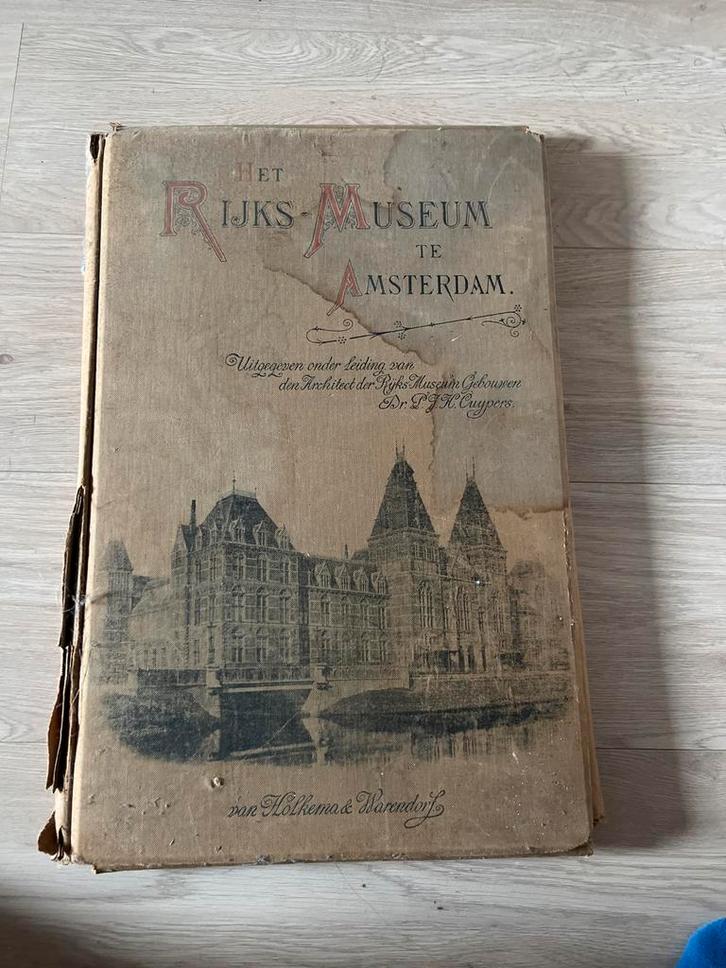 HET
RIJKS-MUSEUM
TE
AMSTERDAM.
Uitgegeven onder Leiding van
den Architect der Rijks-Museum Gebouwen
Dr. P. J. H. Cuypers.
van Holkema & Warendorf